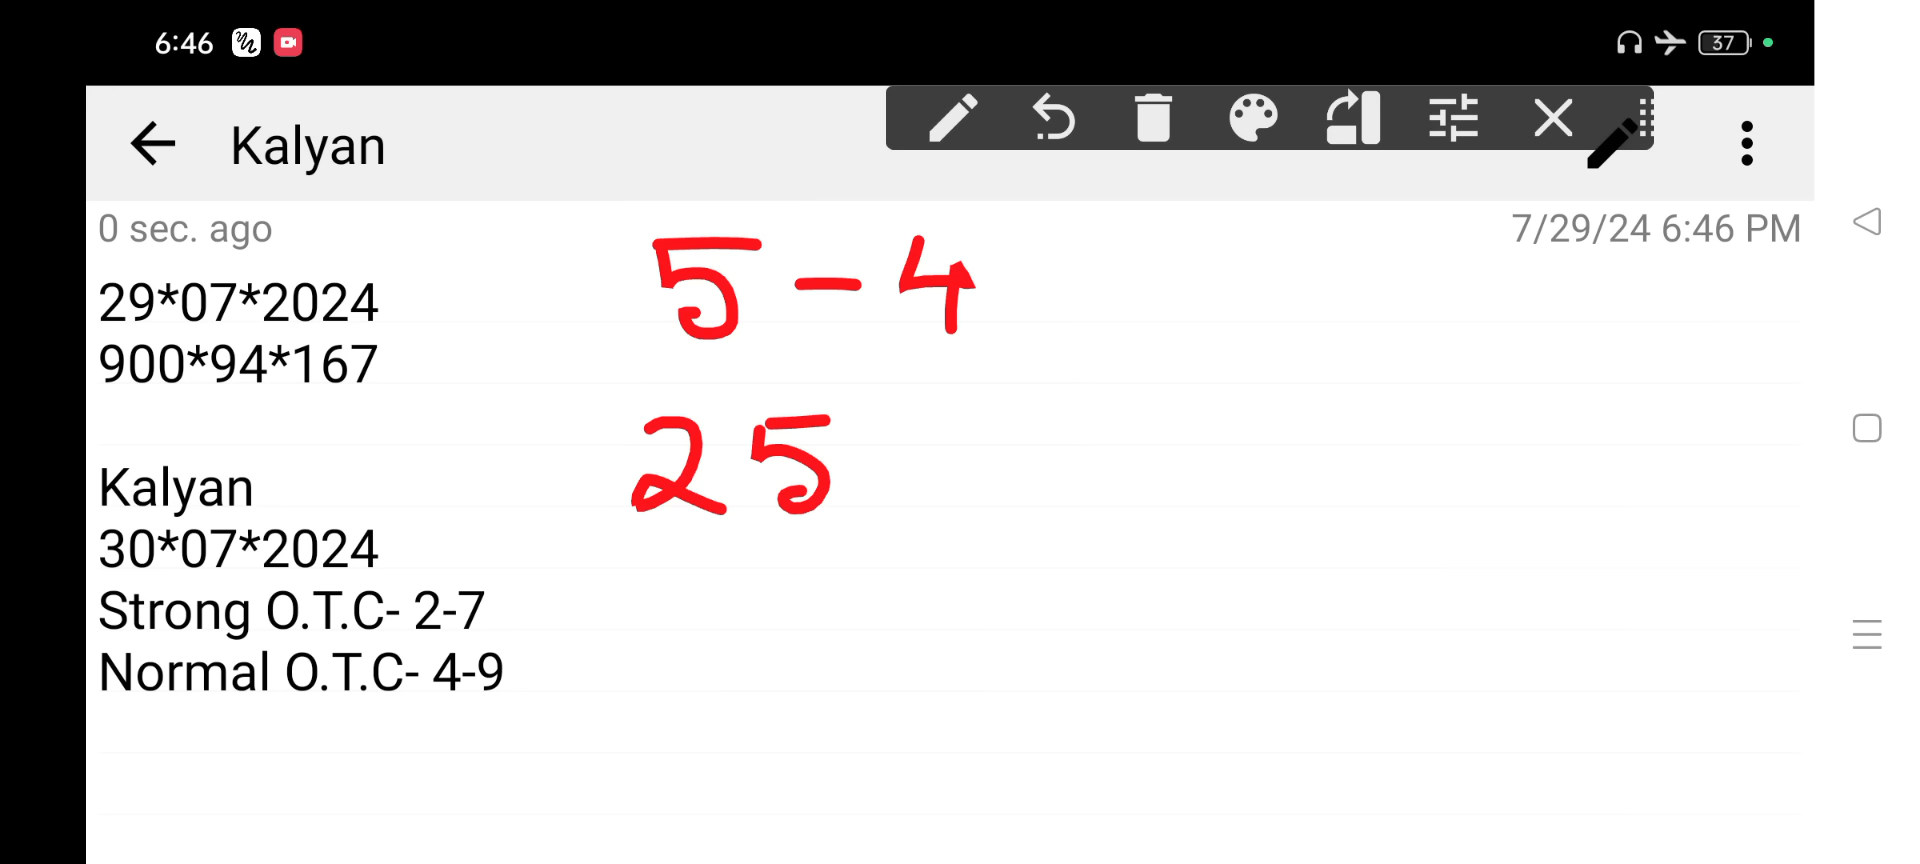 6:46 37
Kalyan
0 sec. ago 7/29/24 6:46 PM
29*07*2024 5-4
900*94*167
25
Kalyan
30*07*2024
Strong O.T.C- 2-7
Normal O.T.C- 4-9